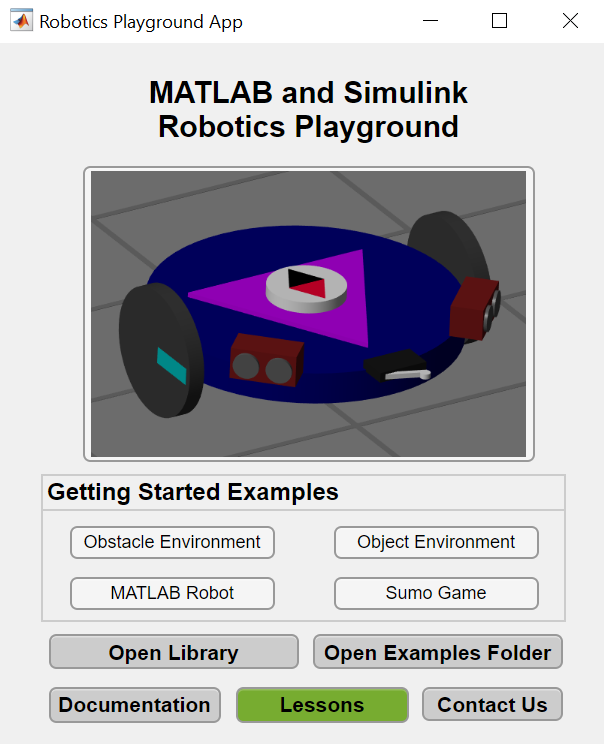 Robotics Playground App
MATLAB and Simulink
Robotics Playground
Getting Started Examples
Obstacle Environment
Object Environment
MATLAB Robot
Sumo Game
Open Library
Open Examples Folder
Documentation
Lessons
Contact Us